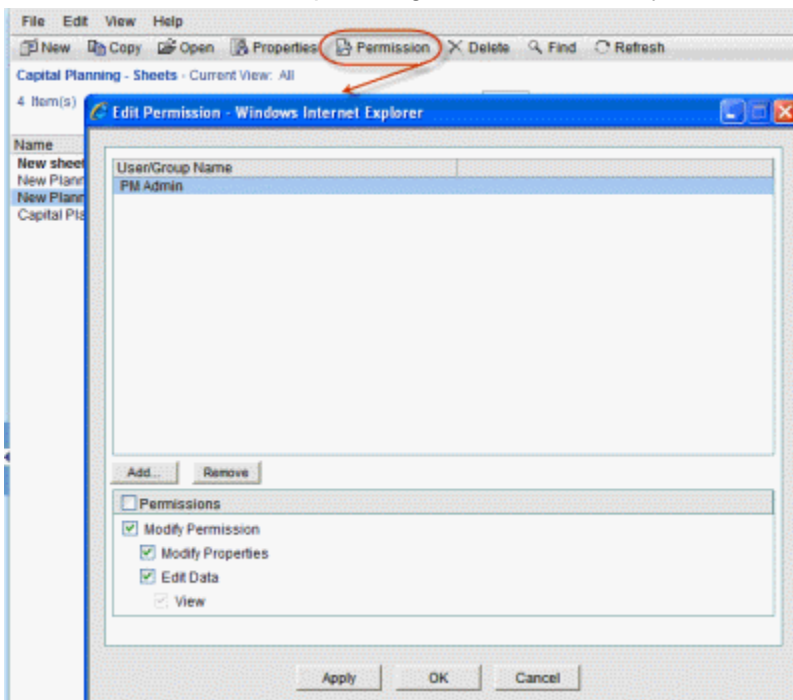 File Edit View Help
New Copy Open Properties Permission Delete Find Refresh
Capital Planning - Sheets - Current View: All
4 Item(s)
Edit Permission - Windows Internet Explorer
Name
New sheet
New Plann
New Plann
Capital Pla
User/Group Name
PM Admin
Add... Remove
Permissions
Modify Permission
Modify Properties
Edit Data
View
Apply OK Cancel